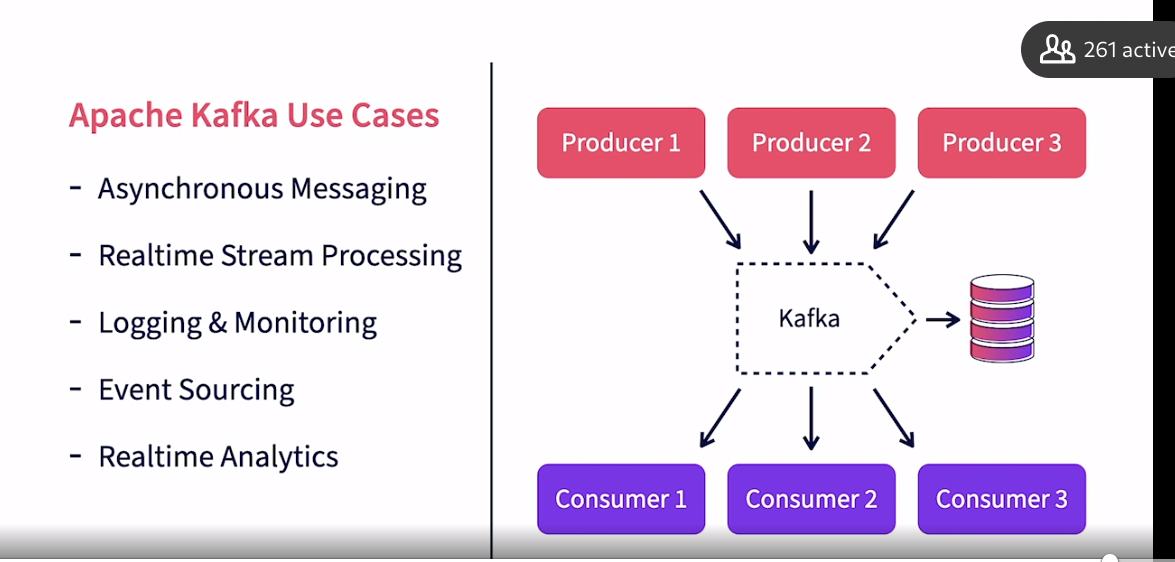 261 active
Apache Kafka Use Cases
- Asynchronous Messaging
- Realtime Stream Processing
- Logging & Monitoring
- Event Sourcing
- Realtime Analytics
Producer 1
Producer 2
Producer 3
Kafka
Consumer 1
Consumer 2
Consumer 3